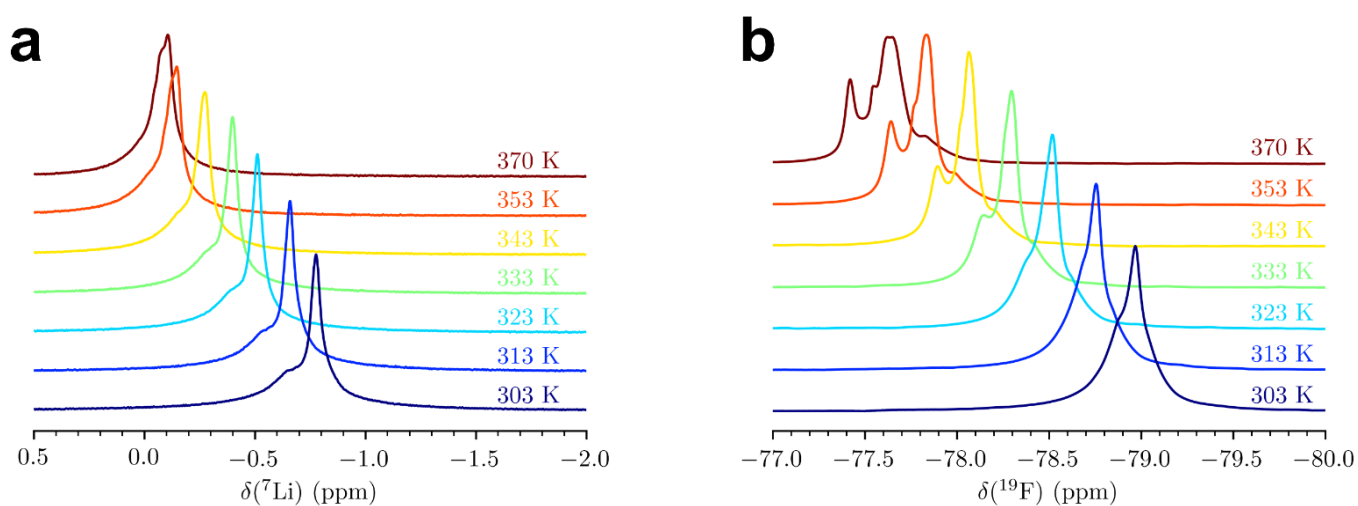 a
370 K
353 K
343 K
333 K
323 K
313 K
303 K
0.5 0.0 −0.5 −1.0 −1.5 −2.0
δ(⁷Li) (ppm)
b
370 K
353 K
343 K
333 K
323 K
313 K
303 K
−77.0 −77.5 −78.0 −78.5 −79.0 −79.5 −80.0
δ(¹⁹F) (ppm)